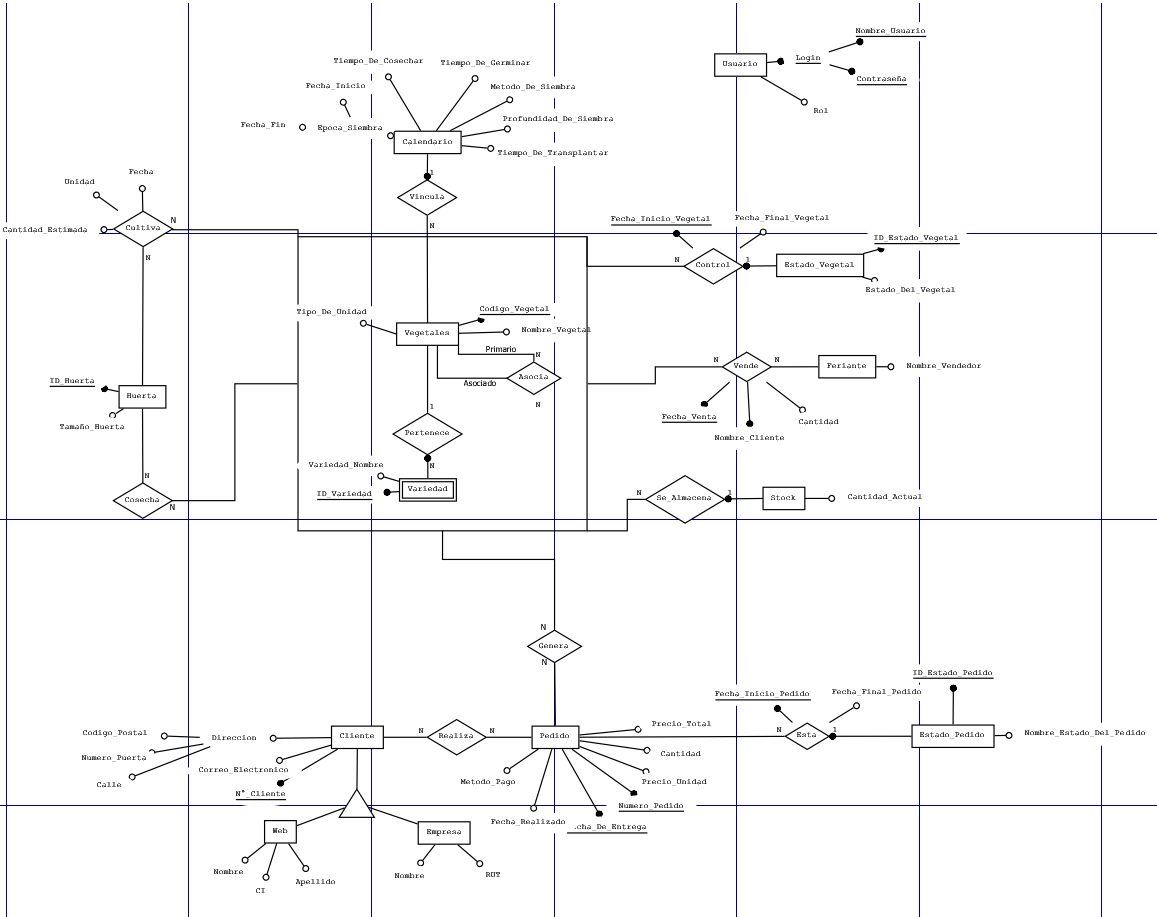 Nombre_Usuario
Tiempo_De_Cosechar
Tiempo_De_Germinar
Usuario
Login
Contraseña
Fecha_Inicio
Metodo_De_Siembra
Rol
Fecha_Fin
Epoca_Siembra
Profundidad_De_Siembra
Calendario
Tiempo_De_Transplantar
1
Fecha
Unidad
Vincula
N
Cantidad_Estimada
Cultiva
N
N
Fecha_Inicio_Vegetal
Fecha_Final_Vegetal
ID_Estado_Vegetal
N
Control
1
Estado_Vegetal
Estado_Del_Vegetal
Tipo_De_Unidad
Codigo_Vegetal
Vegetales
Nombre_Vegetal
Primario
N
Asocia
Asociado
N
N
Vende
N
Feriante
Nombre_Vendedor
ID_Huerta
Huerta
Tamaño_Huerta
Fecha_Venta
Cantidad
Nombre_Cliente
1
Pertenece
N
Variedad_Nombre
Variedad
ID_Variedad
N
Cosecha
N
N
Se_Almacena
1
Stock
Cantidad_Actual
N
Genera
N
ID_Estado_Pedido
Fecha_Inicio_Pedido
Fecha_Final_Pedido
Codigo_Postal
Direccion
Cliente
N
Realiza
N
Pedido
Precio_Total
N
Esta
1
Estado_Pedido
Nombre_Estado_Del_Pedido
Numero_Puerta
Correo_Electronico
Cantidad
Calle
Metodo_Pago
Precio_Unidad
N°_Cliente
Numero_Pedido
Fecha_Realizado
cha_De_Entrega
Web
Empresa
Nombre
CI
Apellido
Nombre
RUT